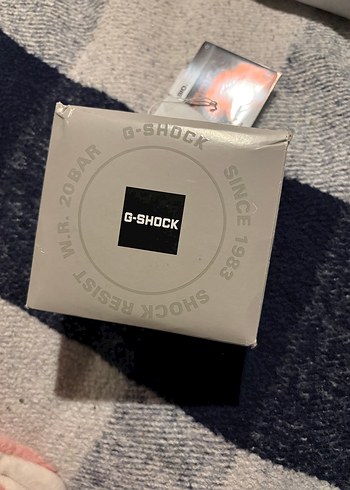 G-SHOCK
SINCE 1983
SHOCK RESIST
W.R. 20BAR
G-SHOCK